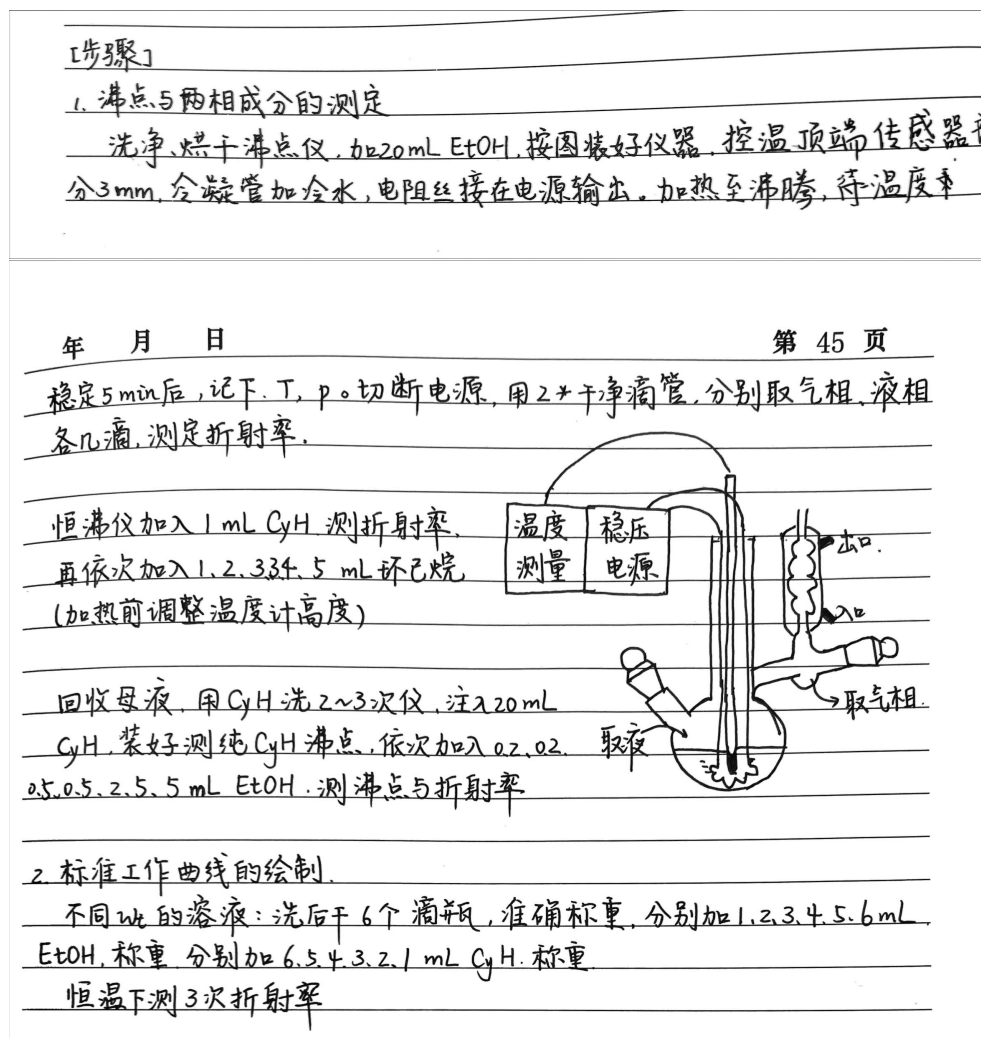 [步骤]
1. 沸点与两相成分的测定
洗净、烘干沸点仪,加20mL EtOH,按图装好仪器,控温顶端传感器
分3mm,冷凝管加冷水,电阻丝接在电源输出。加热至沸腾,待温度
年 月 日 第 45 页
稳定5min后,记下.T,p。切断电源,用2*干净滴管,分别取气相、液相
各几滴,测定折射率.
恒沸仪加入1mL CyH 测折射率.
再依次加入1、2、3、3、4、5 mL环己烷
(加热前调整温度计高度)
温度
测量
稳压
电源
出口.
入口
取气相.
取液
回收母液,用CyH洗2~3次仪,注入20mL
CyH,装好测纯CyH沸点,依次加入0.2、0.2、
0.5、0.5、2、5、5 mL EtOH.测沸点与折射率
2. 标准工作曲线的绘制.
不同wt的溶液:洗后干6个滴瓶,准确称重,分别加1.2.3.4.5.6mL
EtOH,称重.分别加6.5.4.3.2.1 mL CyH.称重
恒温下测3次折射率